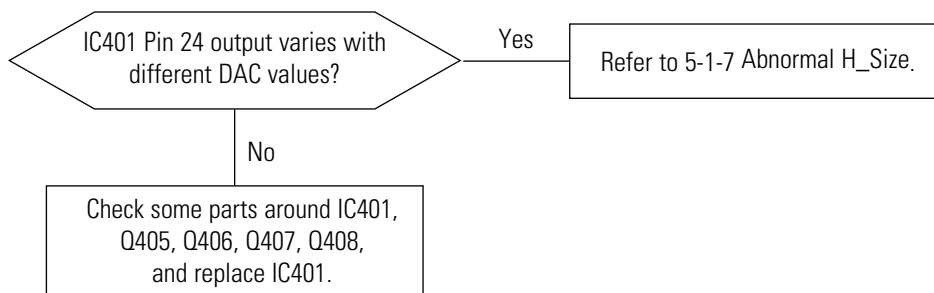 IC401 Pin 24 output varies with
different DAC values?
Yes
Refer to 5-1-7 Abnormal H_Size.
No
Check some parts around IC401,
Q405, Q406, Q407, Q408,
and replace IC401.